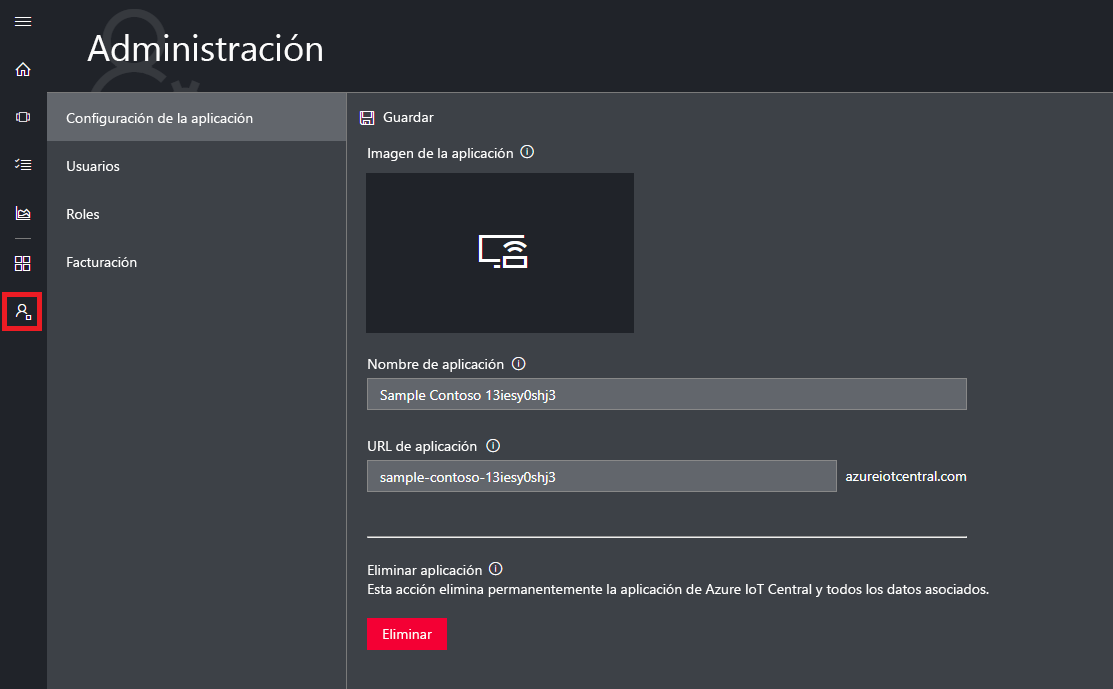 Administración
Configuración de la aplicación
Usuarios
Roles
Facturación
Guardar
Imagen de la aplicación
Nombre de aplicación
Sample Contoso 13iesy0shj3
URL de aplicación
sample-contoso-13iesy0shj3 azureiotcentral.com
Eliminar aplicación
Esta acción elimina permanentemente la aplicación de Azure IoT Central y todos los datos asociados.
Eliminar